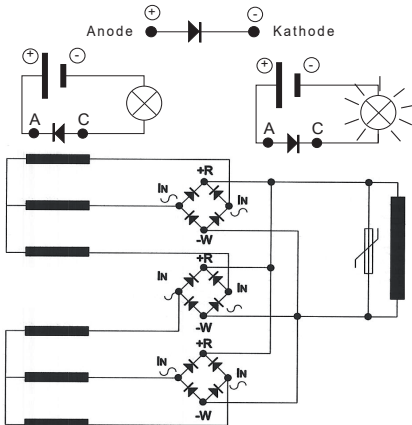 + -
Anode Kathode
+ - + -
A C A C
+R
IN IN
-W
+R
IN IN
-W
+R
IN IN
-W